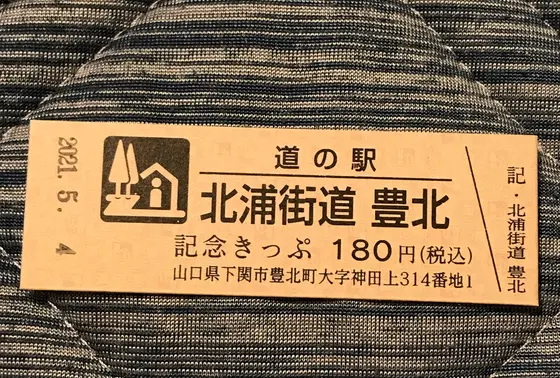 2021.5.4
道の駅
北浦街道 豊北
記念きっぷ 180円(税込)
山口県下関市豊北町大字神田上314番地1
記・北浦街道 豊北